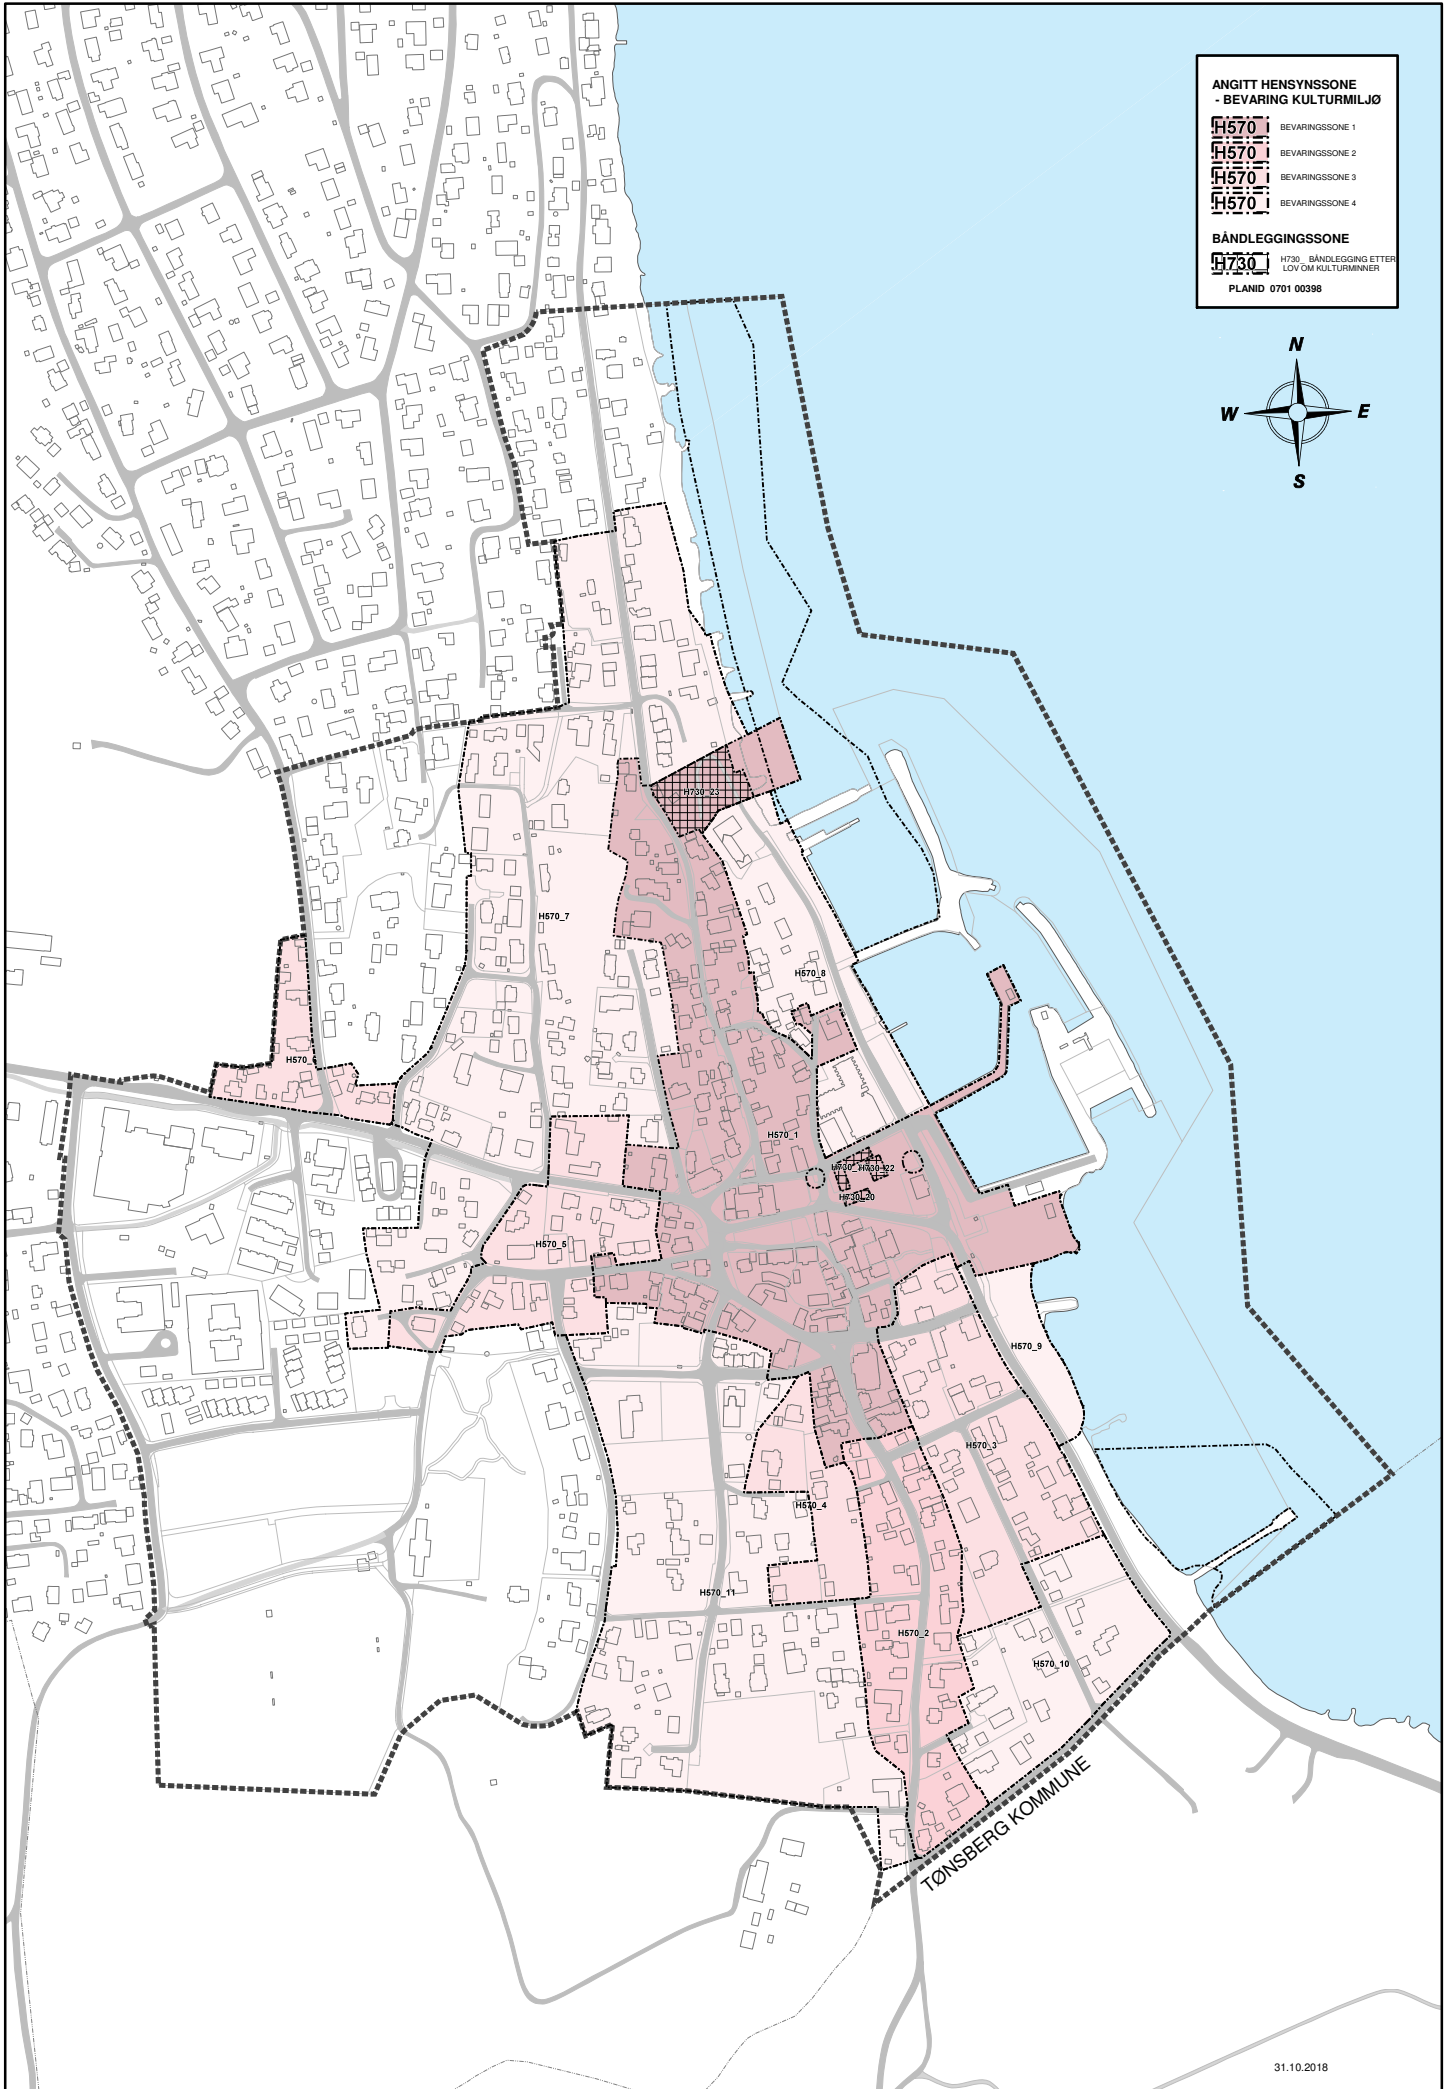 ANGITT HENSYNSSONE
- BEVARING KULTURMILJØ
H570 BEVARINGSSONE 1
H570 BEVARINGSSONE 2
H570 BEVARINGSSONE 3
H570 BEVARINGSSONE 4
BÅNDLEGGINGSSONE
H730 H730_ BÅNDLEGGING ETTER
LOV OM KULTURMINNER
PLANID 0701 00398
N
W E
S
H730_23
H570_7
H570_8
H570_
H570_1
H730_22
H730_20
H570_5
H570_9
H570_3
H570_4
H570_11
H570_2
H570_10
TØNSBERG KOMMUNE
31.10.2018